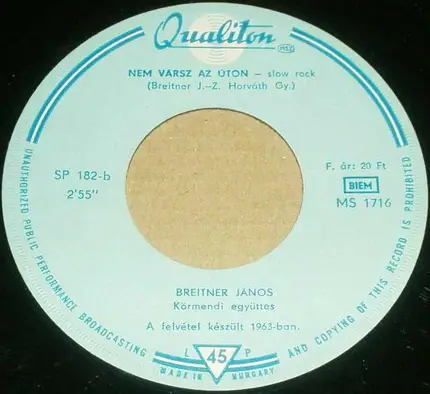 Qualiton
MSZ
NEM VÁRSZ AZ ÚTON – slow rock
(Breitner J.–Z. Horváth Gy.)
SP 182-b
2'55"
F. ár: 20 Ft
BIEM
MS 1716
BREITNER JÁNOS
Körmendi együttes
A felvétel készült 1963-ban.
L 45 P
MADE IN HUNGARY
UNAUTHORIZED PUBLIC PERFORMANCE BROADCASTING AND COPYING OF THIS RECORD IS PROHIBITED